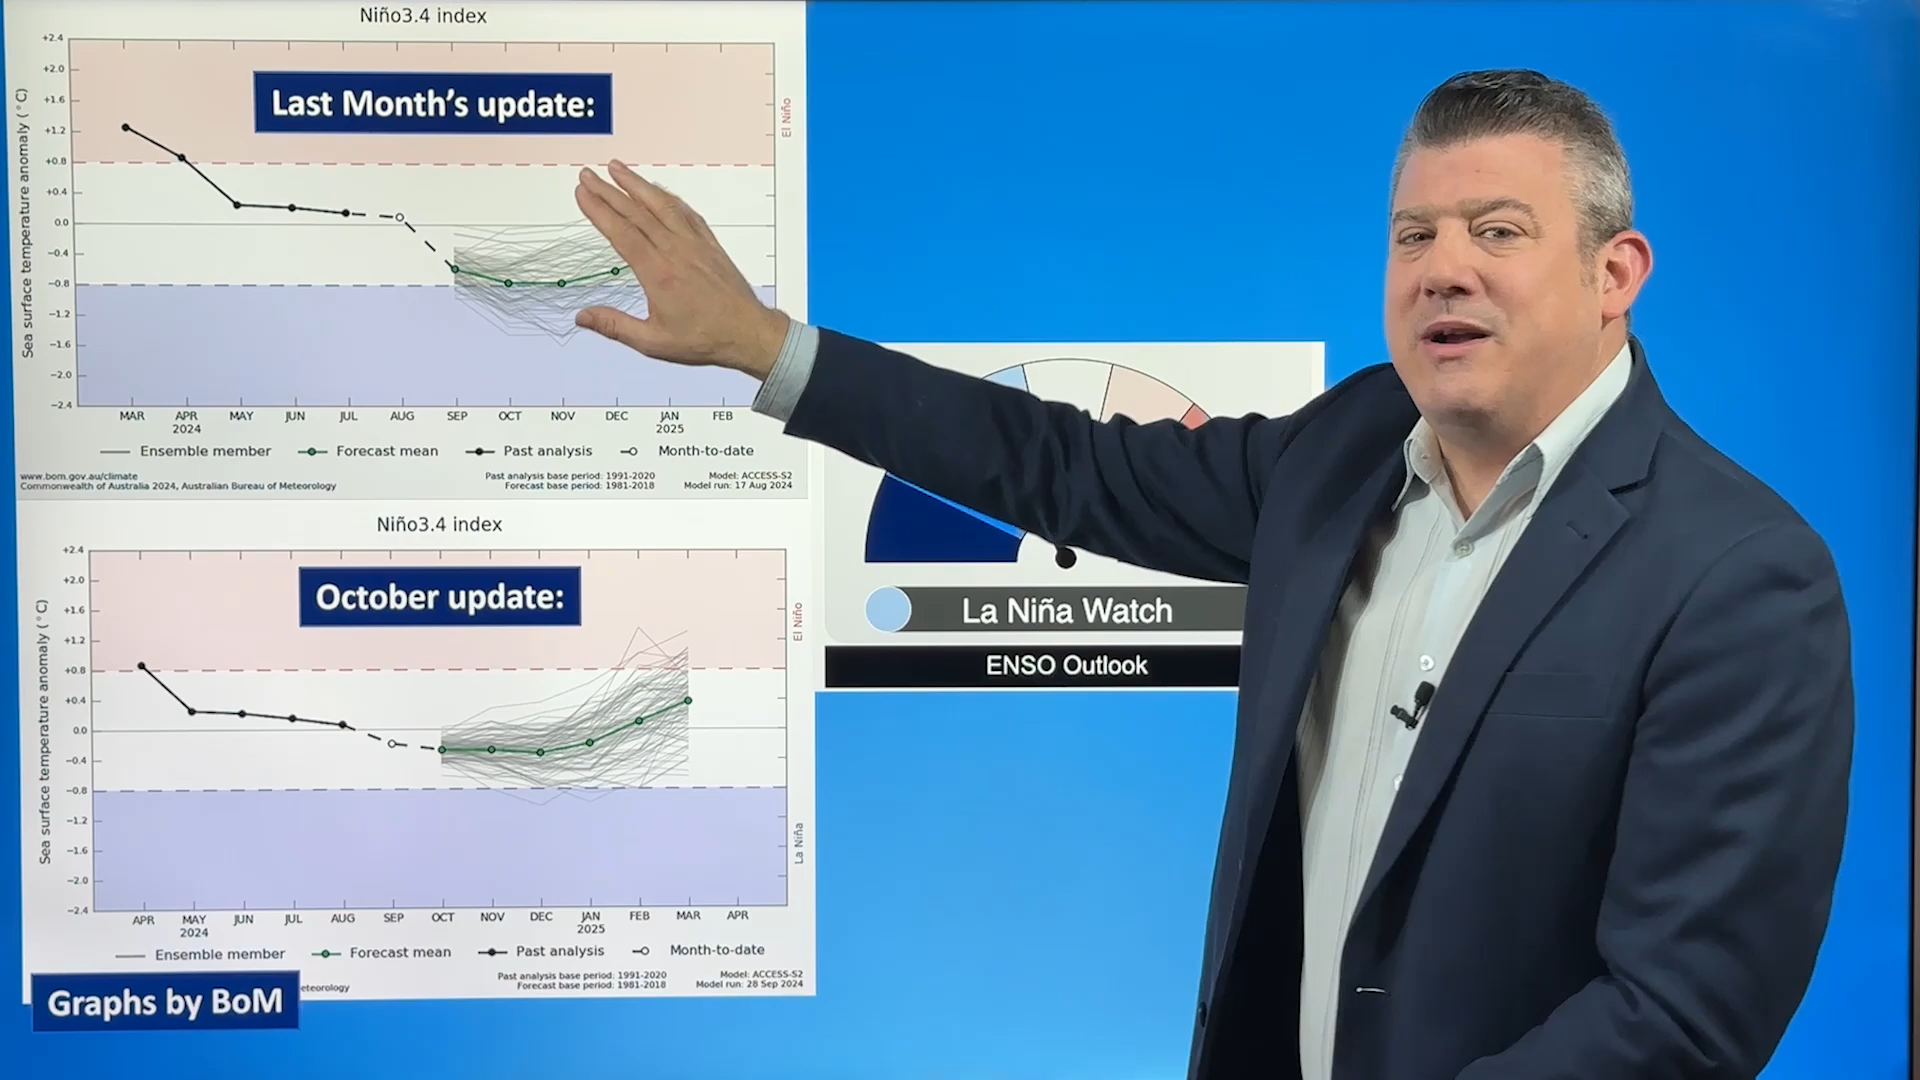 Niño3.4 index
Last Month's update:
+2.4
+2.0
+1.6
+1.2
+0.8
+0.4
0.0
−0.4
−0.8
−1.2
−1.6
−2.0
−2.4
Sea surface temperature anomaly (°C)
El Niño
MAR APR MAY JUN JUL AUG SEP OCT NOV DEC JAN FEB
2024 2025
Ensemble member Forecast mean Past analysis Month-to-date
www.bom.gov.au/climate
Commonwealth of Australia 2024, Australian Bureau of Meteorology
Past analysis base period: 1991-2020
Forecast base period: 1981-2018
Model: ACCESS-S2
Model run: 17 Aug 2024
Niño3.4 index
October update:
+2.4
+2.0
+1.6
+1.2
+0.8
+0.4
0.0
−0.4
−0.8
−1.2
−1.6
−2.0
−2.4
Sea surface temperature anomaly (°C)
El Niño
La Niña
APR MAY JUN JUL AUG SEP OCT NOV DEC JAN FEB MAR APR
2024 2025
Ensemble member Forecast mean Past analysis Month-to-date
eteorology
Past analysis base period: 1991-2020
Forecast base period: 1981-2018
Model: ACCESS-S2
Model run: 28 Sep 2024
Graphs by BoM
La Niña Watch
ENSO Outlook